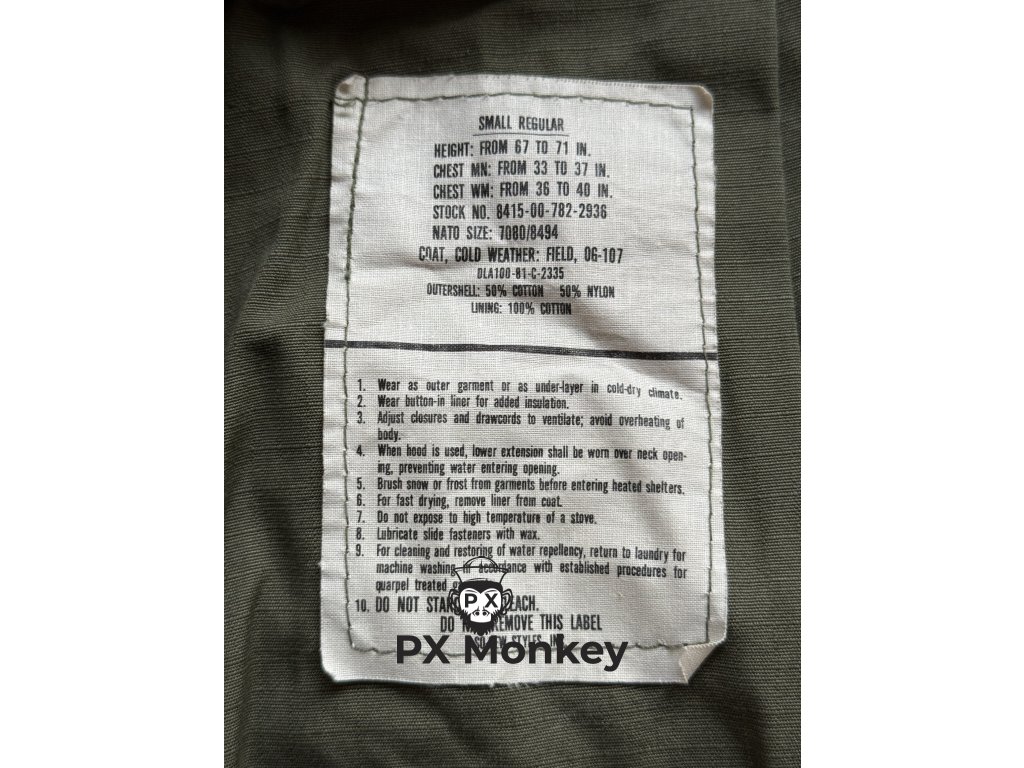 SMALL REGULAR
HEIGHT: FROM 67 TO 71 IN.
CHEST MN: FROM 33 TO 37 IN.
CHEST WM: FROM 36 TO 40 IN.
STOCK NO. 8415-00-782-2936
NATO SIZE: 7080/8494
COAT, COLD WEATHER: FIELD, OG-107
DLA100-81-C-2335
OUTERSHELL: 50% COTTON 50% NYLON
LINING: 100% COTTON
1. Wear as outer garment or as under-layer in cold-dry climate.
2. Wear button-in liner for added insulation.
3. Adjust closures and drawcords to ventilate; avoid overheating of
body.
4. When hood is used, lower extension shall be worn over neck open-
ing, preventing water entering opening.
5. Brush snow or frost from garments before entering heated shelters.
6. For fast drying, remove liner from coat.
7. Do not expose to high temperature of a stove.
8. Lubricate slide fasteners with wax.
9. For cleaning and restoring of water repellency, return to laundry for
machine washing in accordance with established procedures for
quarpel treated
10. DO NOT
DO REMOVE THIS LABEL
STYLES,
PX
PX Monkey